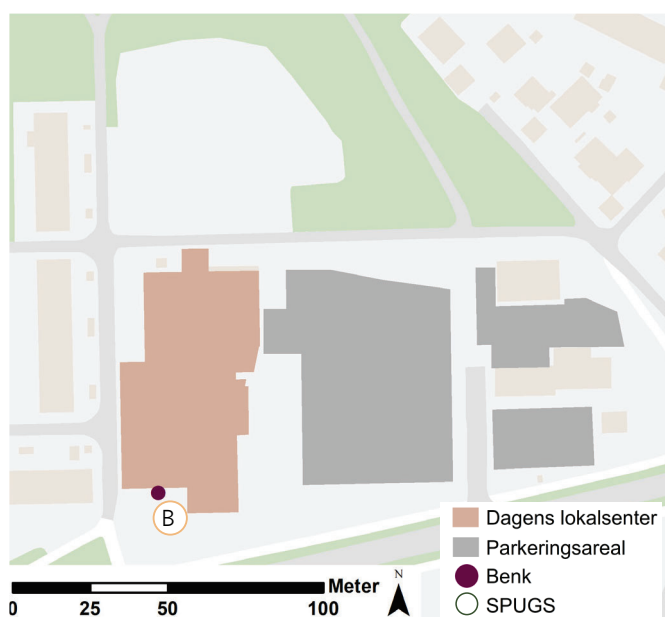 B
Dagens lokalsenter
Parkeringsareal
Benk
SPUGS
Meter
N
0 25 50 100